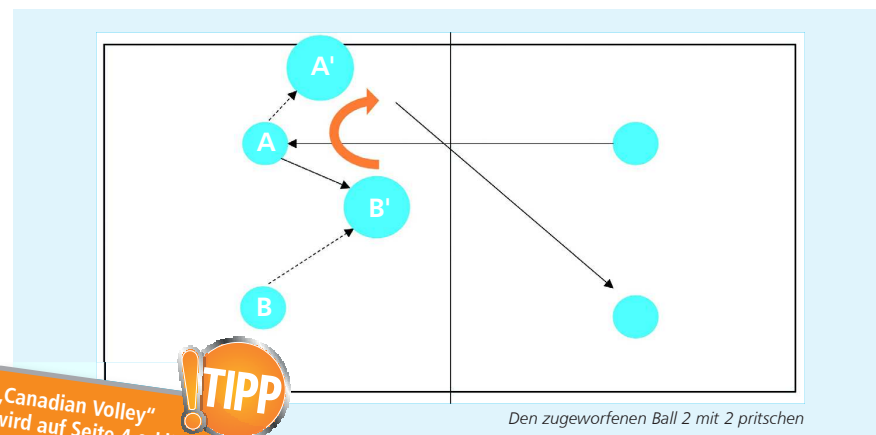 A'
A
B'
B
TIPP
„Canadian Volley“
wird auf Seite
Den zugeworfenen Ball 2 mit 2 pritschen